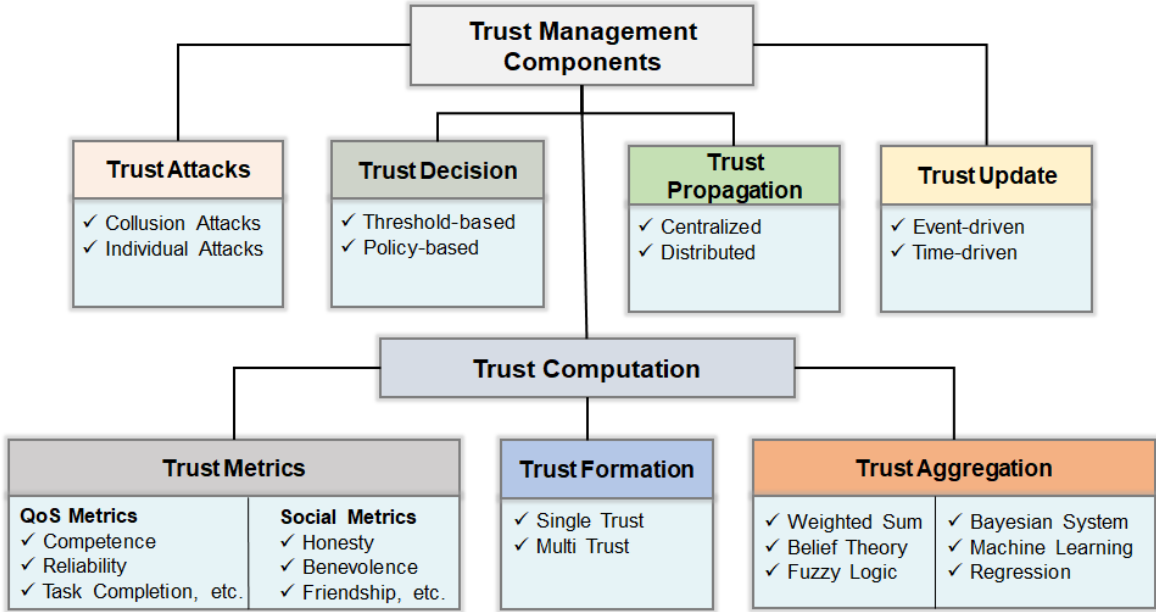 Trust Management
Components
Trust Attacks
✓ Collusion Attacks
✓ Individual Attacks
Trust Decision
✓ Threshold-based
✓ Policy-based
Trust
Propagation
✓ Centralized
✓ Distributed
Trust Update
✓ Event-driven
✓ Time-driven
Trust Computation
Trust Metrics
QoS Metrics
✓ Competence
✓ Reliability
✓ Task Completion, etc.
Social Metrics
✓ Honesty
✓ Benevolence
✓ Friendship, etc.
Trust Formation
✓ Single Trust
✓ Multi Trust
Trust Aggregation
✓ Weighted Sum
✓ Belief Theory
✓ Fuzzy Logic
✓ Bayesian System
✓ Machine Learning
✓ Regression